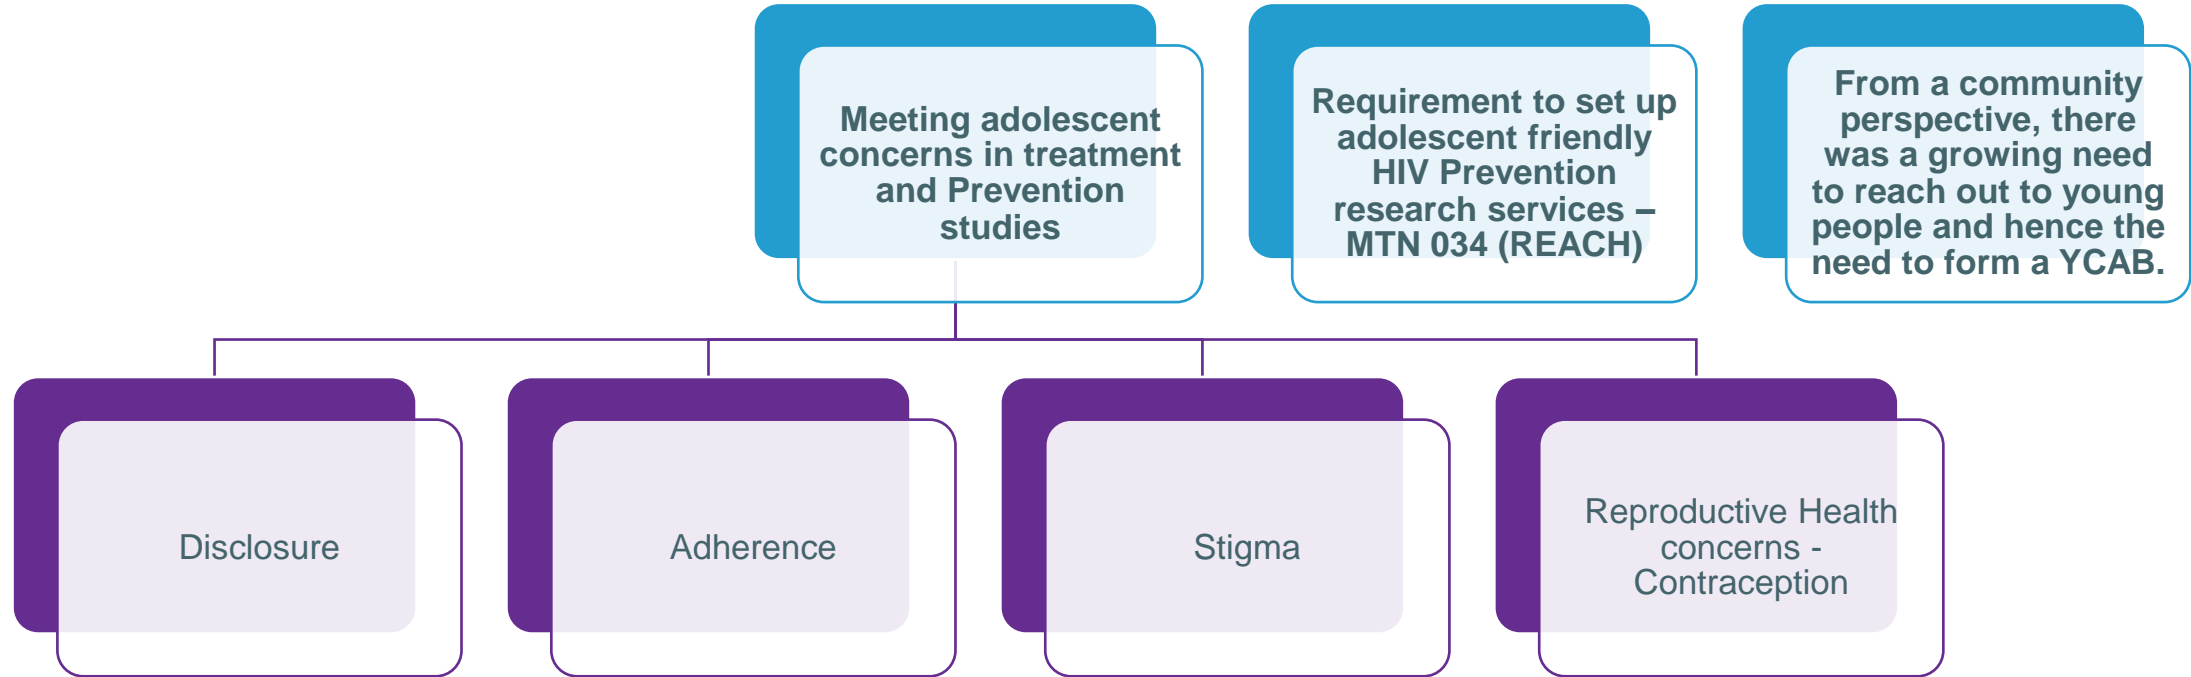 Meeting adolescent
concerns in treatment
and Prevention
studies
Requirement to set up
adolescent friendly
HIV Prevention
research services –
MTN 034 (REACH)
From a community
perspective, there
was a growing need
to reach out to young
people and hence the
need to form a YCAB.
Disclosure
Adherence
Stigma
Reproductive Health
concerns -
Contraception